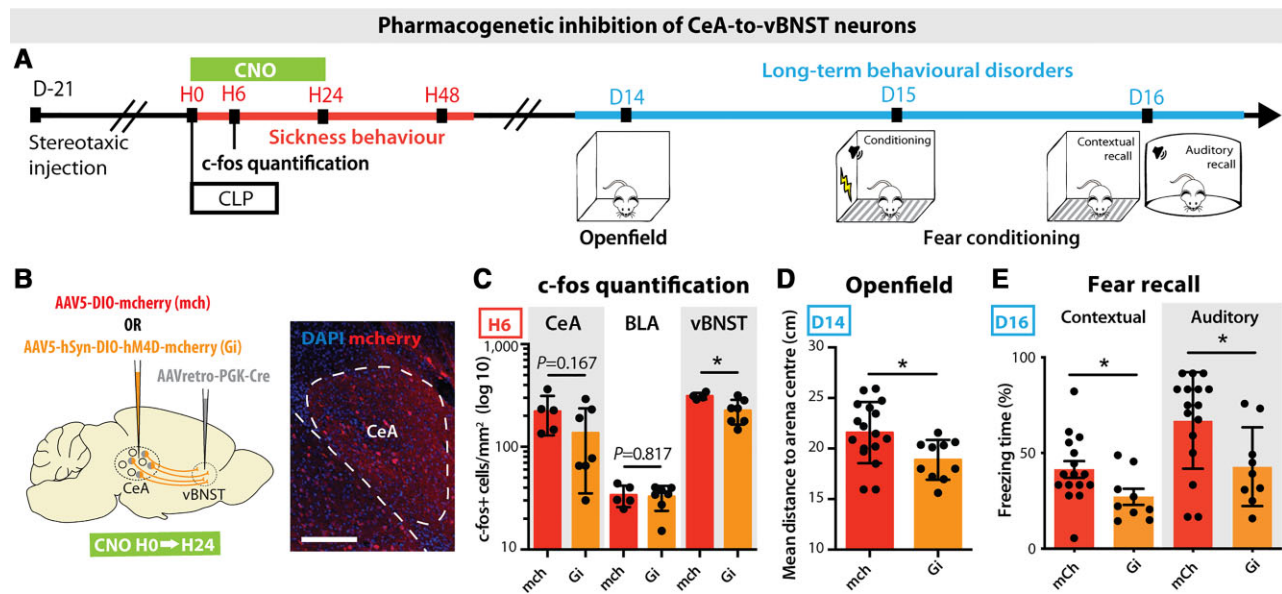 Pharmacogenetic inhibition of CeA-to-vBNST neurons
A
CNO
Long-term behavioural disorders
D-21
H0
H6
H24
H48
D14
D15
D16
Stereotaxic
injection
Sickness behaviour
c-fos quantification
CLP
Conditioning
Contextual
recall
Auditory
recall
Openfield
Fear conditioning
B
AAV5-DIO-mcherry (mch)
OR
AAV5-hSyn-DIO-hM4D-mcherry (Gi)
AAVretro-PGK-Cre
CeA
vBNST
CNO H0➡H24
DAPI mcherry
CeA
C
c-fos quantification
H6
CeA
BLA
vBNST
c-fos+ cells/mm² (log10)
1,000
100
10
P=0.167
P=0.817
*
mch
Gi
mch
Gi
mch
Gi
D
Openfield
D14
Mean distance to arena centre (cm)
30
25
20
15
10
*
mCh
Gi
E
Fear recall
D16
Contextual
Auditory
Freezing time (%)
100
50
0
*
*
mCh
Gi
mCh
Gi